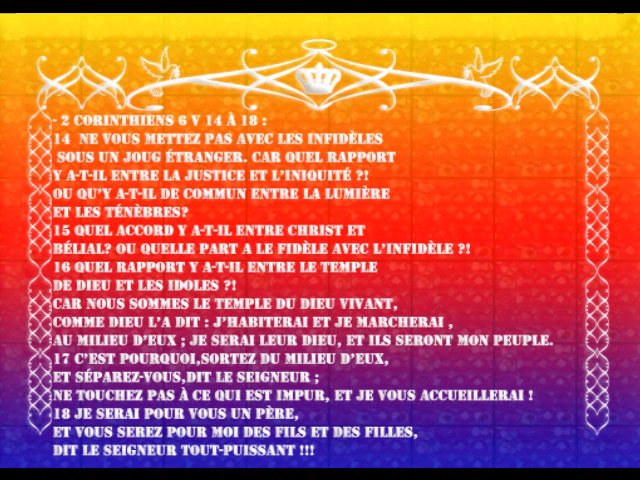 - 2 CORINTHIENS 6 V 14 À 18 :
14 NE VOUS METTEZ PAS AVEC LES INFIDÈLES
SOUS UN JOUG ÉTRANGER. CAR QUEL RAPPORT
Y A-T-IL ENTRE LA JUSTICE ET L'INIQUITÉ ?!
OU QU'Y A-T-IL DE COMMUN ENTRE LA LUMIÈRE
ET LES TÉNÈBRES?
15 QUEL ACCORD Y A-T-IL ENTRE CHRIST ET
BÉLIAL? OU QUELLE PART A LE FIDÈLE AVEC L'INFIDÈLE ?!
16 QUEL RAPPORT Y A-T-IL ENTRE LE TEMPLE
DE DIEU ET LES IDOLES ?!
CAR NOUS SOMMES LE TEMPLE DU DIEU VIVANT,
COMME DIEU L'A DIT : J'HABITERAI ET JE MARCHERAI ,
AU MILIEU D'EUX ; JE SERAI LEUR DIEU, ET ILS SERONT MON PEUPLE.
17 C'EST POURQUOI,SORTEZ DU MILIEU D'EUX,
ET SÉPAREZ-VOUS,DIT LE SEIGNEUR ;
NE TOUCHEZ PAS À CE QUI EST IMPUR, ET JE VOUS ACCUEILLERAI !
18 JE SERAI POUR VOUS UN PÈRE,
ET VOUS SEREZ POUR MOI DES FILS ET DES FILLES,
DIT LE SEIGNEUR TOUT-PUISSANT !!!